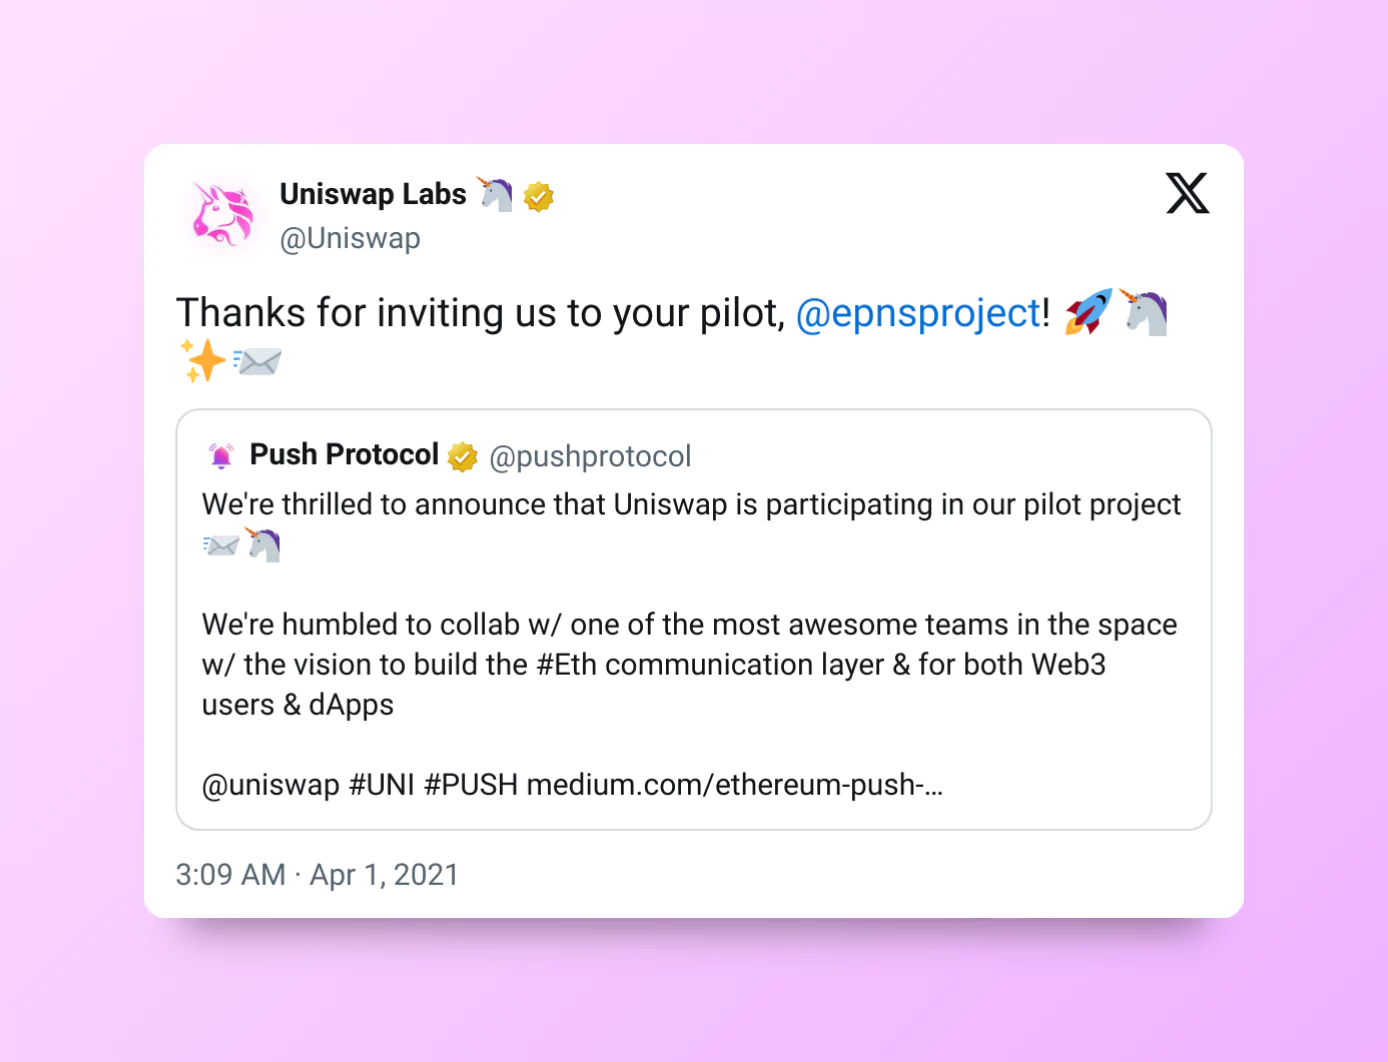 Uniswap Labs 🦄
@Uniswap
Thanks for inviting us to your pilot, @epnsproject! 🚀🦄
✨📨
Push Protocol @pushprotocol
We're thrilled to announce that Uniswap is participating in our pilot project
📨🦄
We're humbled to collab w/ one of the most awesome teams in the space
w/ the vision to build the #Eth communication layer & for both Web3
users & dApps
@uniswap #UNI #PUSH medium.com/ethereum-push-…
3:09 AM · Apr 1, 2021